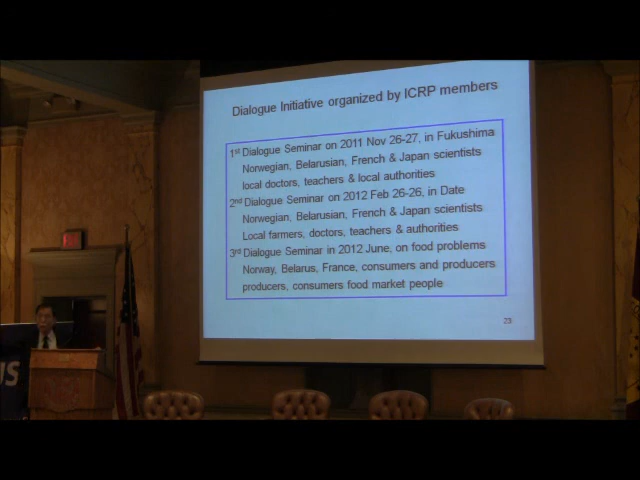 Dialogue Initiative organized by ICRP members
1st Dialogue Seminar on 2011 Nov 26-27, in Fukushima
Norwegian, Belarusian, French & Japan scientists
local doctors, teachers & local authorities
2nd Dialogue Seminar on 2012 Feb 26-26, in Date
Norwegian, Belarusian, French & Japan scientists
Local farmers, doctors, teachers & authorities
3rd Dialogue Seminar in 2012 June, on food problems
Norway, Belarus, France, consumers and producers
producers, consumers food market people
23